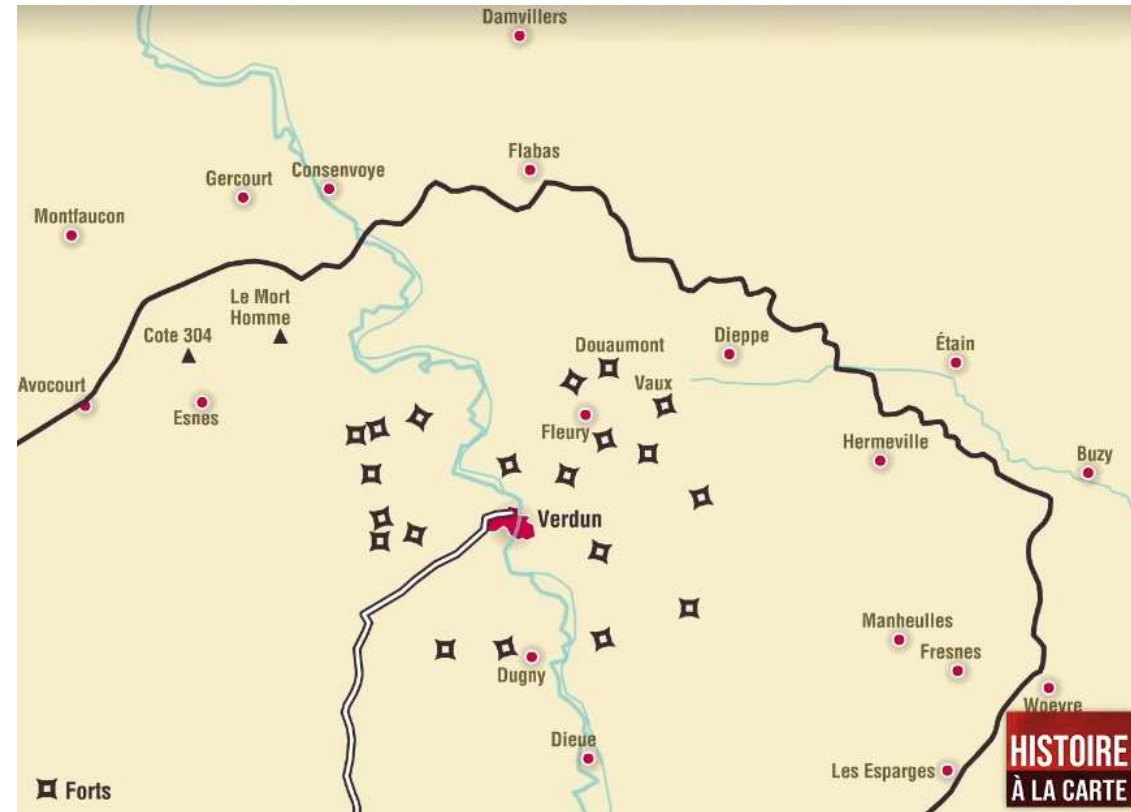 Damvillers
Flabas
Consenvoye
Gercourt
Montfaucon
Le Mort
Homme
Cote 304
Douaumont
Dieppe
Étain
Avocourt
Vaux
Esnes
Fleury
Hermeville
Buzy
Verdun
Manheulles
Fresnes
Dugny
Woevre
Dieue
Les Esparges
HISTOIRE
À LA CARTE
Forts